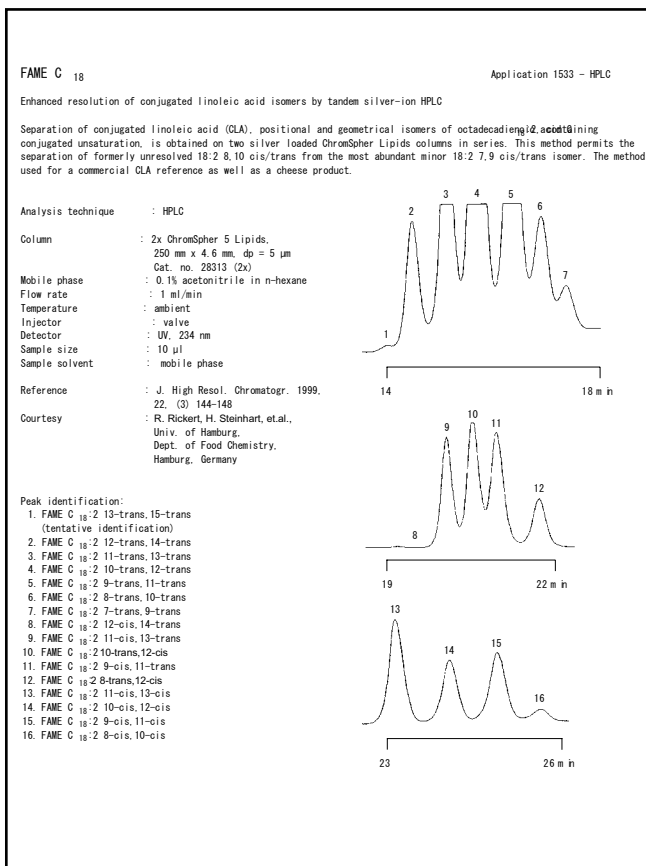 FAME C 18
Application 1533 - HPLC
Enhanced resolution of conjugated linoleic acid isomers by tandem silver-ion HPLC
Separation of conjugated linoleic acid (CLA), positional and geometrical isomers of
conjugated unsaturation, is obtained on two silver loaded ChromSpher Lipids columns in series. This method permits the
separation of formerly unresolved 18:2 8,10 cis/trans from the most abundant minor 18:2 7,9 cis/trans isomer. The method
used for a commercial CLA reference as well as a cheese product.
Analysis technique : HPLC
Column : 2x ChromSpher 5 Lipids,
250 mm x 4.6 mm, dp = 5 µm
Cat. no. 28313 (2x)
Mobile phase : 0.1% acetonitrile in n-hexane
Flow rate : 1 ml/min
Temperature : ambient
Injector : valve
Detector : UV, 234 nm
Sample size : 10 µl
Sample solvent : mobile phase
Reference : J. High Resol. Chromatogr. 1999,
22, (3) 144-148
Courtesy : R. Rickert, H. Steinhart, et.al.,
Univ. of Hamburg,
Dept. of Food Chemistry,
Hamburg, Germany
Peak identification:
1. FAME C 18:2 13-trans,15-trans
(tentative identification)
2. FAME C 18:2 12-trans,14-trans
3. FAME C 18:2 11-trans,13-trans
4. FAME C 18:2 10-trans,12-trans
5. FAME C 18:2 9-trans,11-trans
6. FAME C 18:2 8-trans,10-trans
7. FAME C 18:2 7-trans,9-trans
8. FAME C 18:2 12-cis,14-trans
9. FAME C 18:2 11-cis,13-trans
10. FAME C 18:2 10-trans,12-cis
11. FAME C 18:2 9-cis,11-trans
12. FAME C 18:2 8-trans,12-cis
13. FAME C 18:2 11-cis,13-cis
14. FAME C 18:2 10-cis,12-cis
15. FAME C 18:2 9-cis,11-cis
16. FAME C 18:2 8-cis,10-cis
1 2 3 4 5 6 7
14 18 min
8 9 10 11 12
19 22 min
13 14 15 16
23 26 min